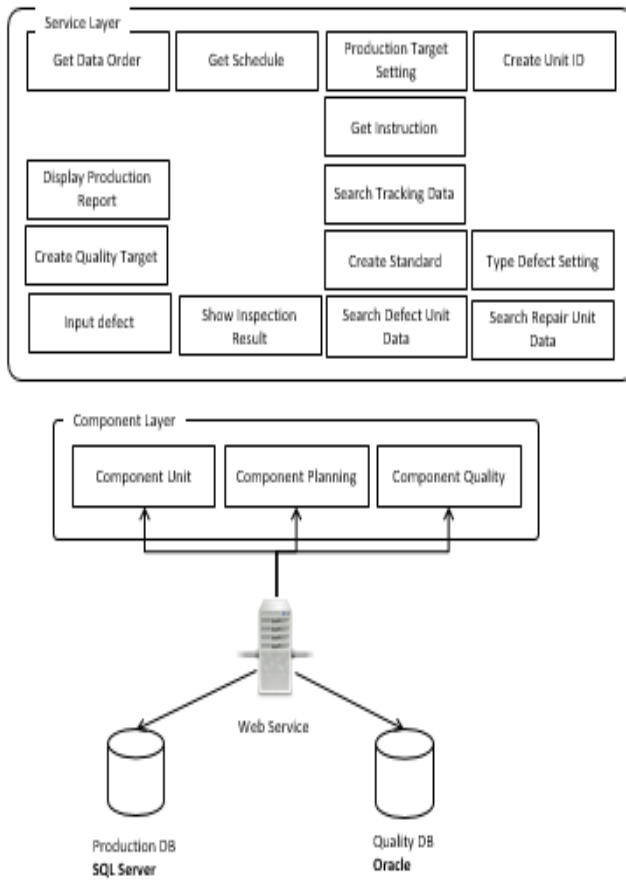 Service Layer
Get Data Order
Get Schedule
Production Target
Setting
Create Unit ID
Get Instruction
Display Production
Report
Search Tracking Data
Create Quality Target
Create Standard
Type Defect Setting
Input defect
Show Inspection
Result
Search Defect Unit
Data
Search Repair Unit
Data
Component Layer
Component Unit
Component Planning
Component Quality
Web Service
Production DB
SQL Server
Quality DB
Oracle